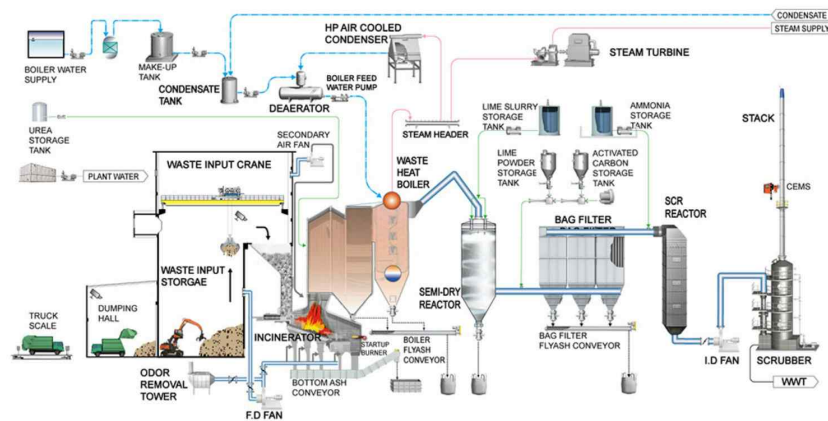 CONDENSATE
STEAM SUPPLY
HP AIR COOLED
CONDENSER
STEAM TURBINE
BOILER WATER
SUPPLY
MAKE-UP
TANK
CONDENSATE
TANK
BOILER FEED
WATER PUMP
DEAERATOR
STEAM HEADER
LIME SLURRY
STORAGE
TANK
AMMONIA
STORAGE
TANK
STACK
UREA
STORAGE
TANK
SECONDARY
AIR FAN
WASTE INPUT CRANE
WASTE
HEAT
BOILER
LIME
POWDER
STORAGE
TANK
ACTIVATED
CARBON
STORAGE
TANK
PLANT WATER
CEMS
SCR
REACTOR
BAG FILTER
WASTE INPUT
STORGAE
SEMI-DRY
REACTOR
TRUCK
SCALE
DUMPING
HALL
INCINERATOR
STARTUP
BURNER
BOILER
FLYASH
CONVEYOR
BAG FILTER
FLYASH CONVEYOR
I.D FAN
SCRUBBER
ODOR
REMOVAL
TOWER
BOTTOM ASH
CONVEYOR
F.D FAN
WWT